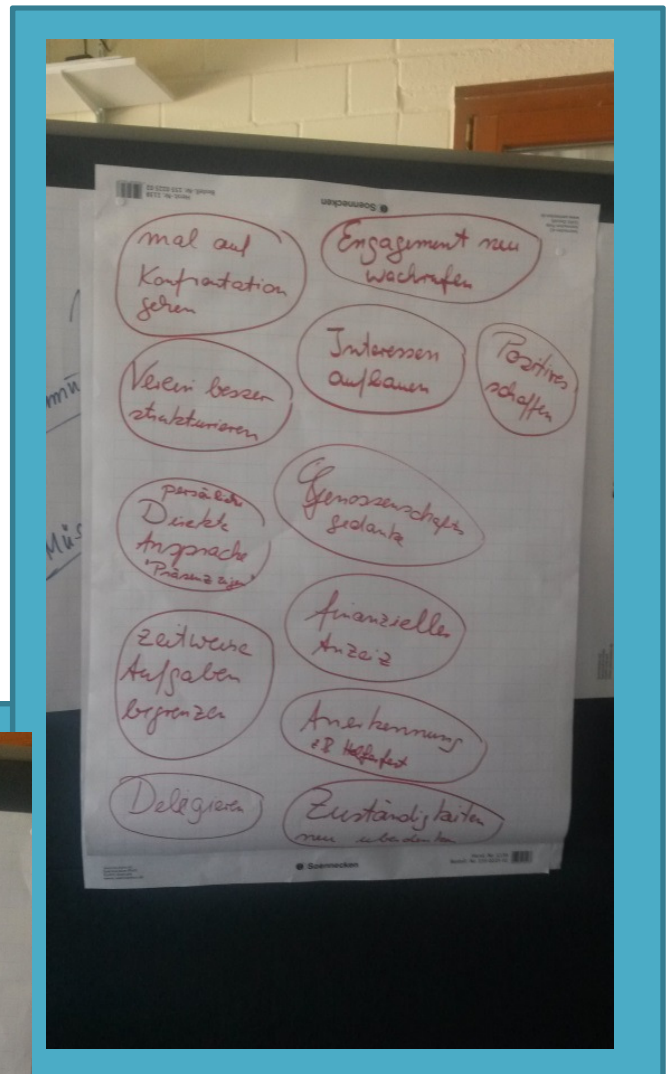 Soennecken
mal auf
Konfrontation
gehen
Engagement neu
wachrufen
Verein besser
strukturieren
Interessen
aufbauen
Positives
schaffen
persönliche
Direkte
Ansprache
"Präsenz zeigen"
Genossenschafts
gedanke
zeitweise
Aufgaben
begrenzen
finanzieller
Anreiz
Anerkennung
z.B Helferfest
Delegieren
Zuständigkeiten
neu überdenken
Soennecken